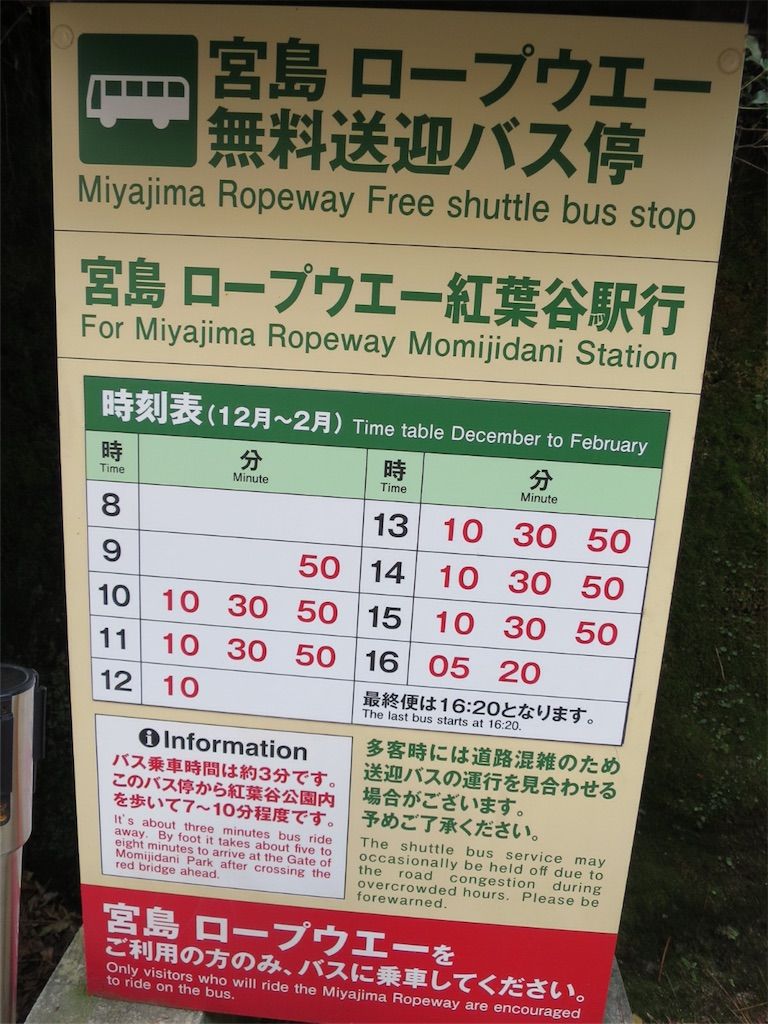 宮島 ロープウエー
無料送迎バス停
Miyajima Ropeway Free shuttle bus stop
宮島 ロープウエー紅葉谷駅行
For Miyajima Ropeway Momijidani Station
時刻表(12月~2月) Time table December to February
時 分
Time Minute
8
9 50
10 10 30 50
11 10 30 50
12 10
時 分
Time Minute
13 10 30 50
14 10 30 50
15 10 30 50
16 05 20
最終便は16:20となります。
The last bus starts at 16:20.
Information
バス乗車時間は約3分です。
このバス停から紅葉谷公園内
を歩いて7~10分程度です。
It's about three minutes bus ride
away. By foot it takes about five to
eight minutes to arrive at the Gate of
Momijidani Park after crossing the
red bridge ahead.
多客時には道路混雑のため
送迎バスの運行を見合わせる
場合がございます。
予めご了承ください。
The shuttle bus service may
occasionally be held off due to
the road congestion during
overcrowded hours. Please be
forewarned.
宮島 ロープウエーを
ご利用の方のみ、バスに乗車してください。
Only visitors who will ride the Miyajima Ropeway are encouraged
to ride on the bus.